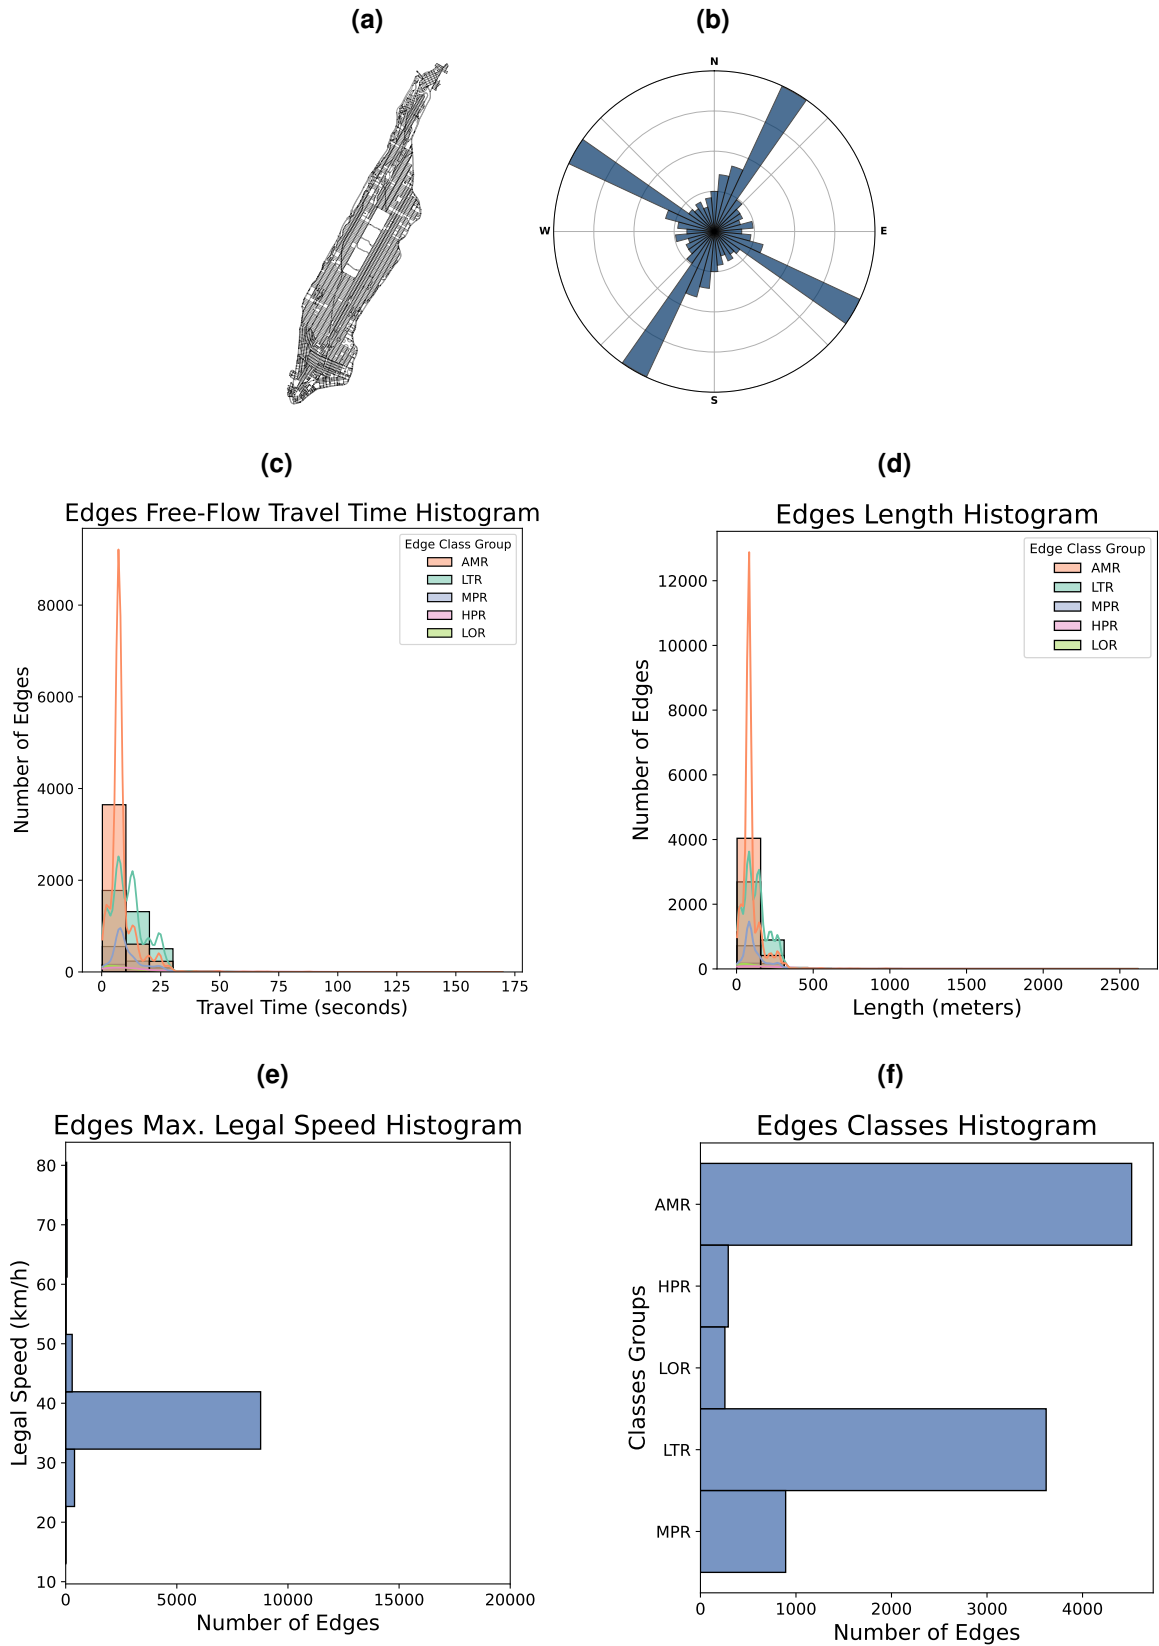 (a)
(b)
N
W
E
S
(c)
(d)
Edges Free-Flow Travel Time Histogram
Edge Class Group
AMR
LTR
MPR
HPR
LOR
8000
6000
4000
2000
0
Number of Edges
0 25 50 75 100 125 150 175
Travel Time (seconds)
Edges Length Histogram
Edge Class Group
AMR
LTR
MPR
HPR
LOR
12000
10000
8000
6000
4000
2000
0
Number of Edges
0 500 1000 1500 2000 2500
Length (meters)
(e)
(f)
Edges Max. Legal Speed Histogram
80
70
60
50
40
30
20
10
Legal Speed (km/h)
0 5000 10000 15000 20000
Number of Edges
Edges Classes Histogram
AMR
HPR
LOR
LTR
MPR
Classes Groups
0 1000 2000 3000 4000
Number of Edges